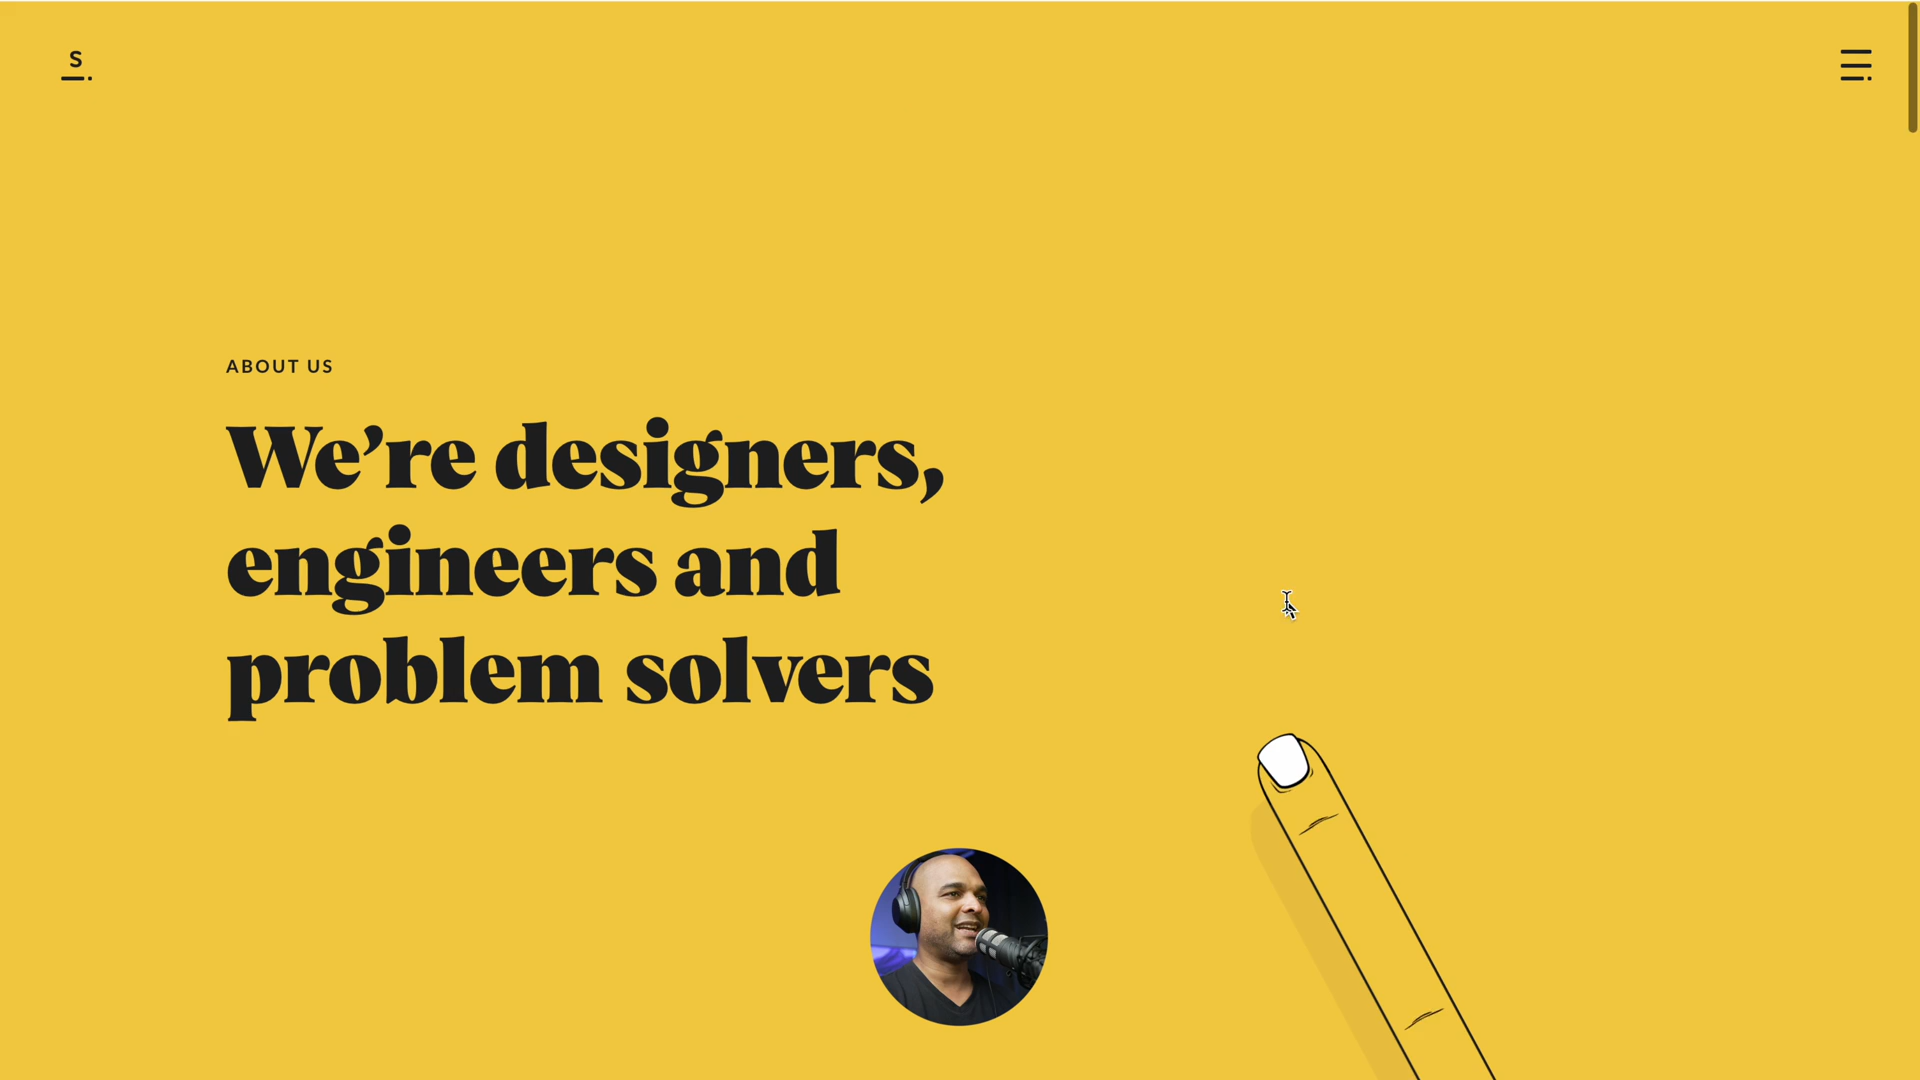 S
ABOUT US
We’re designers,
engineers and
problem solvers